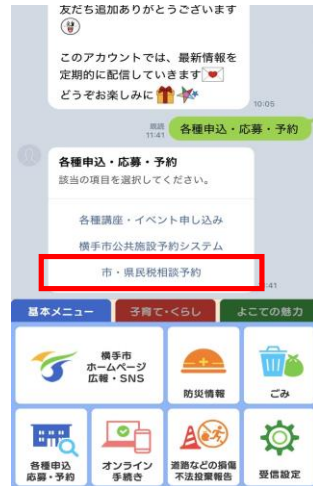 友だち追加ありがとうございます
このアカウントでは、最新情報を
定期的に配信していきます
どうぞお楽しみに
10:05
既読
11:41
各種申込・応募・予約
各種申込・応募・予約
該当の項目を選択してください。
各種講座・イベント申し込み
横手市公共施設予約システム
市・県民税相談予約
:41
基本メニュー
子育て・くらし
よこての魅力
横手市
ホームページ
広報・SNS
防災情報
ごみ
各種申込
応募・予約
オンライン
手続き
道路などの損傷
不法投棄報告
受信設定